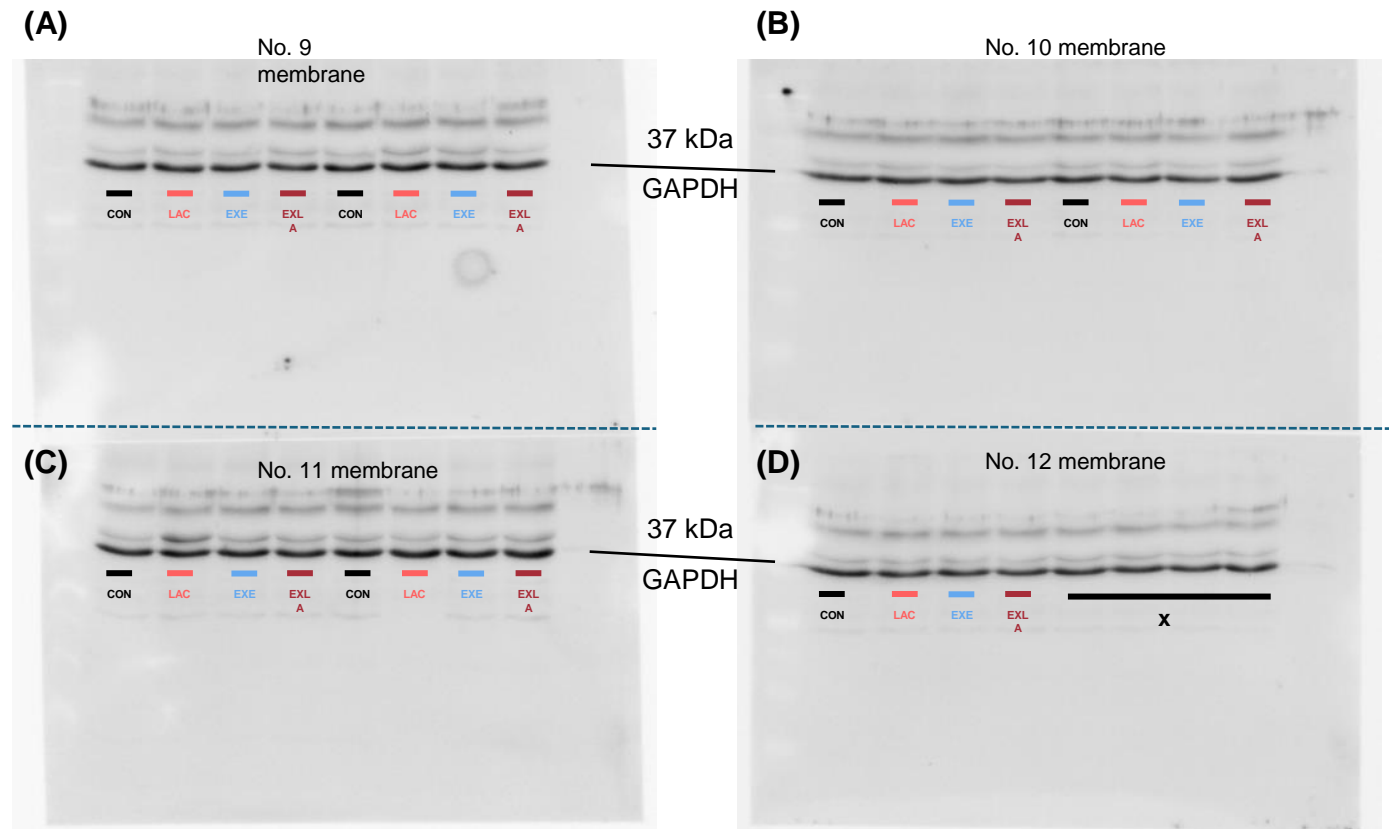 (A)
No. 9
membrane
(B)
No. 10 membrane
37 kDa
GAPDH
CON LAC EXE EXL CON LAC EXE EXL
A A
CON LAC EXE EXL CON LAC EXE EXL
A A
(C)
No. 11 membrane
(D)
No. 12 membrane
37 kDa
GAPDH
CON LAC EXE EXL CON LAC EXE EXL
A A
CON LAC EXE EXL x
A